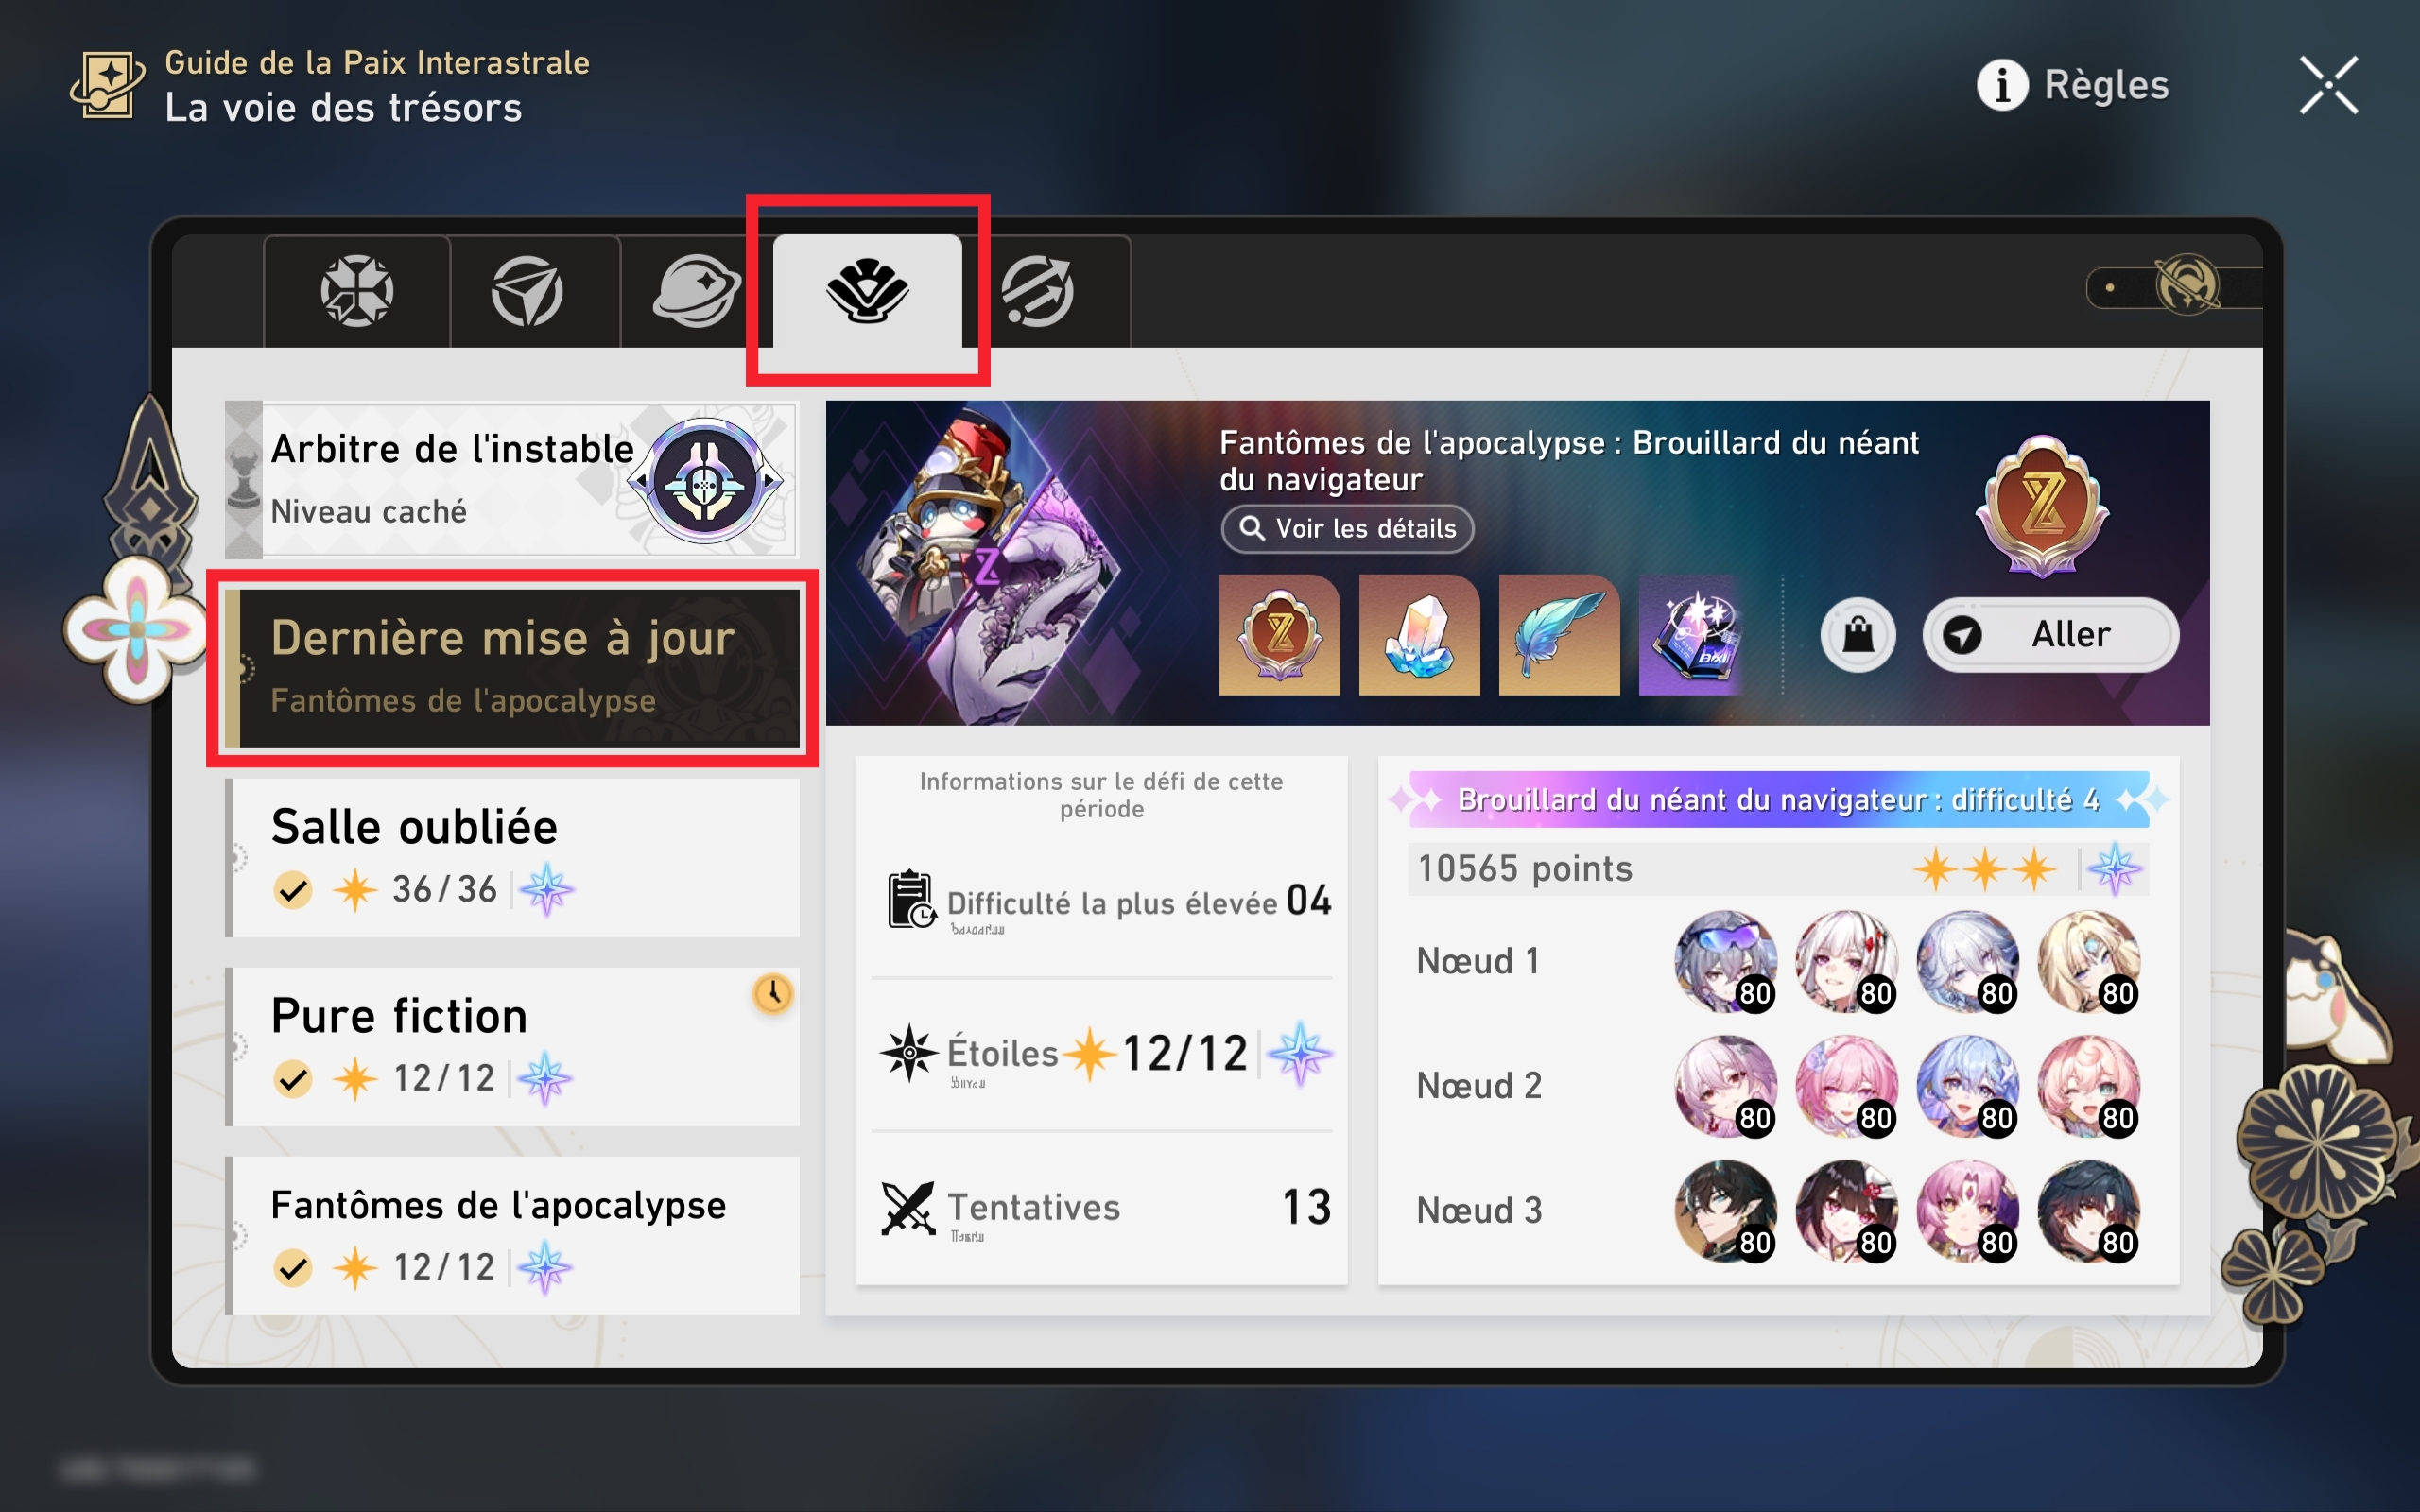 Guide de la Paix Interastrale
La voie des trésors
Règles
Arbitre de l'instable
Niveau caché
Dernière mise à jour
Fantômes de l'apocalypse
Salle oubliée
36/36
Pure fiction
12/12
Fantômes de l'apocalypse
12/12
Fantômes de l'apocalypse : Brouillard du néant
du navigateur
Voir les détails
Aller
Informations sur le défi de cette
période
Difficulté la plus élevée 04
Étoiles 12/12
Tentatives 13
Brouillard du néant du navigateur : difficulté 4
10565 points
Nœud 1
80 80 80 80
Nœud 2
80 80 80 80
Nœud 3
80 80 80 80